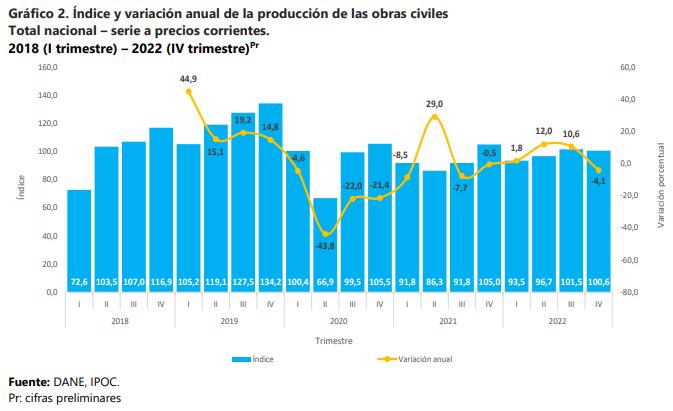 Gráfico 2. Índice y variación anual de la producción de las obras civiles
Total nacional – serie a precios corrientes.
2018 (I trimestre) – 2022 (IV trimestre)Pr
160,0
140,0
120,0
100,0
80,0
60,0
40,0
20,0
0,0
Índice
60,0
40,0
20,0
0,0
-20,0
-40,0
-60,0
-80,0
Variación porcentual
44,9 15,1 19,2 14,8 -4,6 -43,8 -22,0 -21,4 -8,5 29,0 -7,7 -0,5 1,8 12,0 10,6 -4,1
72,6 103,5 107,0 116,9 105,2 119,1 127,5 134,2 100,4 66,9 99,5 105,5 91,8 86,3 91,8 105,0 93,5 96,7 101,5 100,6
I II III IV I II III IV I II III IV I II III IV I II III IV
2018 2019 2020 2021 2022
Trimestre
Índice Variación anual
Fuente: DANE, IPOC.
Pr: cifras preliminares